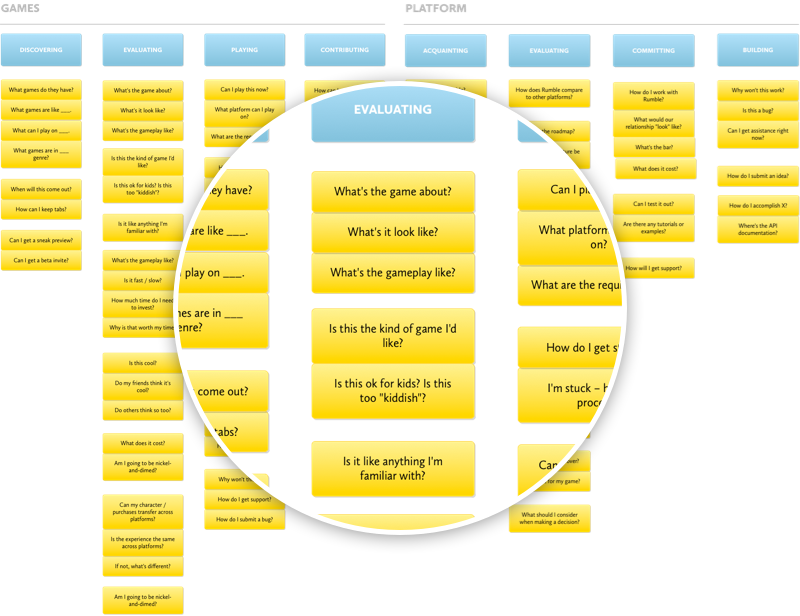 GAMES
PLATFORM
DISCOVERING
EVALUATING
PLAYING
CONTRIBUTING
ACQUAINTING
EVALUATING
COMMITTING
BUILDING
What games do they have?
What games are like ___.
What can I play on ___.
What games are in ___
genre?
When will this come out?
How can I keep tabs?
Can I get a sneak preview?
Can I get a beta invite?
What's the game about?
What's it look like?
What's the gameplay like?
Is this the kind of game I'd
like?
Is this ok for kids? Is this
too "kiddish"?
Is it like anything I'm
familiar with?
What's the gameplay like?
Is it fast / slow?
How much time do I need
to invest?
Why is that worth my time
Is this cool?
Do my friends think it's
cool?
Do others think so too?
What does it cost?
Am I going to be nickel-
and-dimed?
Can my character /
purchases transfer across
platforms?
Is the experience the same
across platforms?
If not, what's different?
Am I going to be nickel-
and-dimed?
Can I play this now?
What platform can I play
on?
What are the
Why won't
How do I get support?
How do I submit a bug?
How can
EVALUATING
ey have?
are like ___.
play on ___.
es are in ___
enre?
come out?
tabs?
What's the game about?
What's it look like?
What's the gameplay like?
Is this the kind of game I'd
like?
Is this ok for kids? Is this
too "kiddish"?
Is it like anything I'm
familiar with?
Can I
What platform
on?
What are the
How do I get
I'm stuck –
Can
How does Rumble compare
to other platforms?
the roadmap?
be
for my game?
What should I consider
when making a decision?
How do I work with
Rumble?
What would our
relationship "look" like?
What's the bar?
What does it cost?
Can I test it out?
Are there any tutorials or
examples?
How will I get support?
Why won't this work?
Is this a bug?
Can I get assistance right
now?
How do I submit an idea?
How do I accomplish X?
Where's the API
documentation?